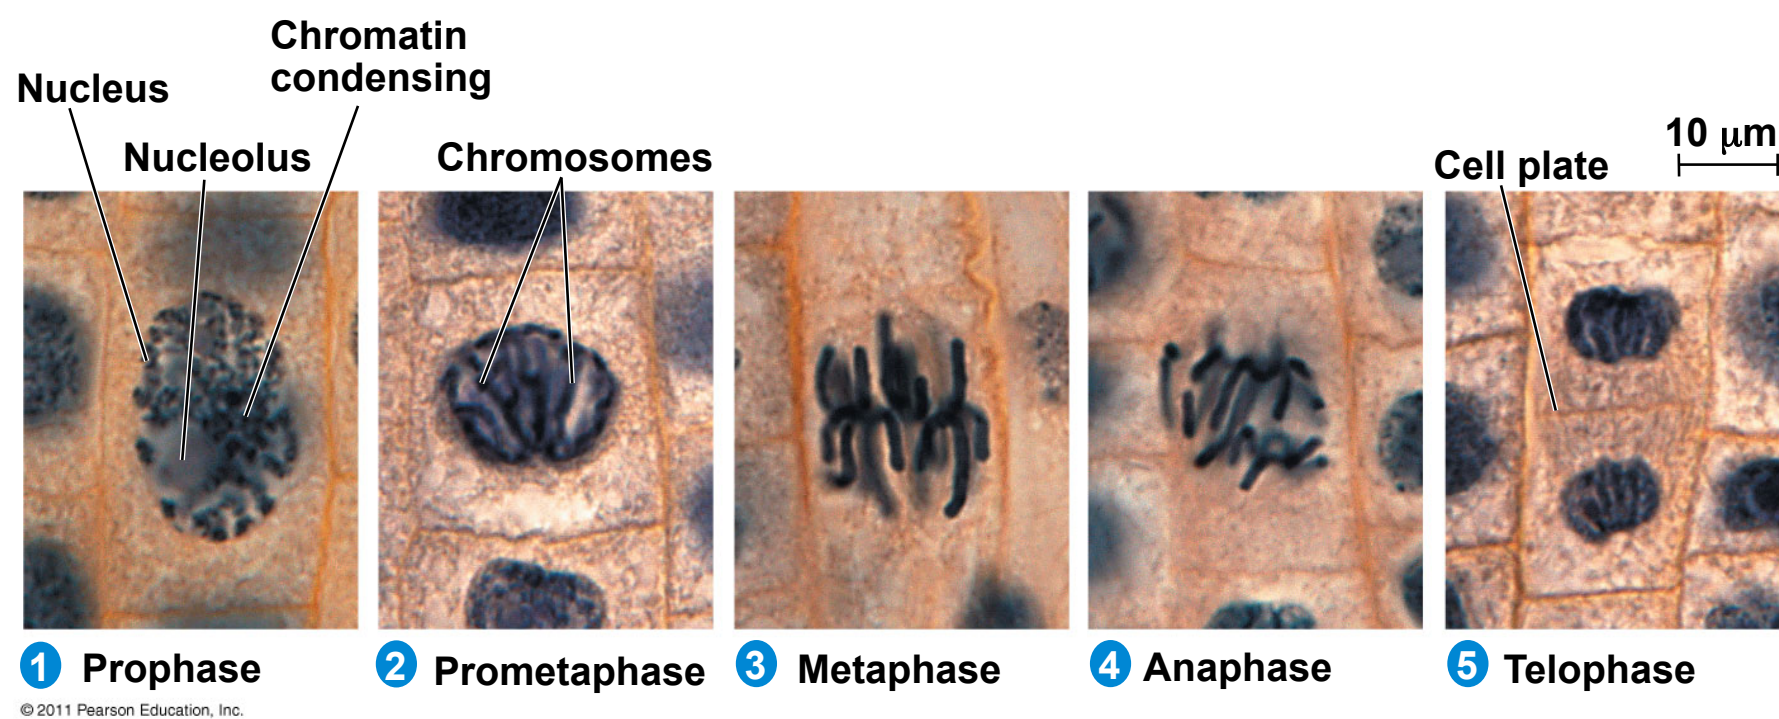 Chromatin
condensing
Nucleus
Nucleolus
Chromosomes
10 μm
Cell plate
1 Prophase
2 Prometaphase
3 Metaphase
4 Anaphase
5 Telophase
© 2011 Pearson Education, Inc.